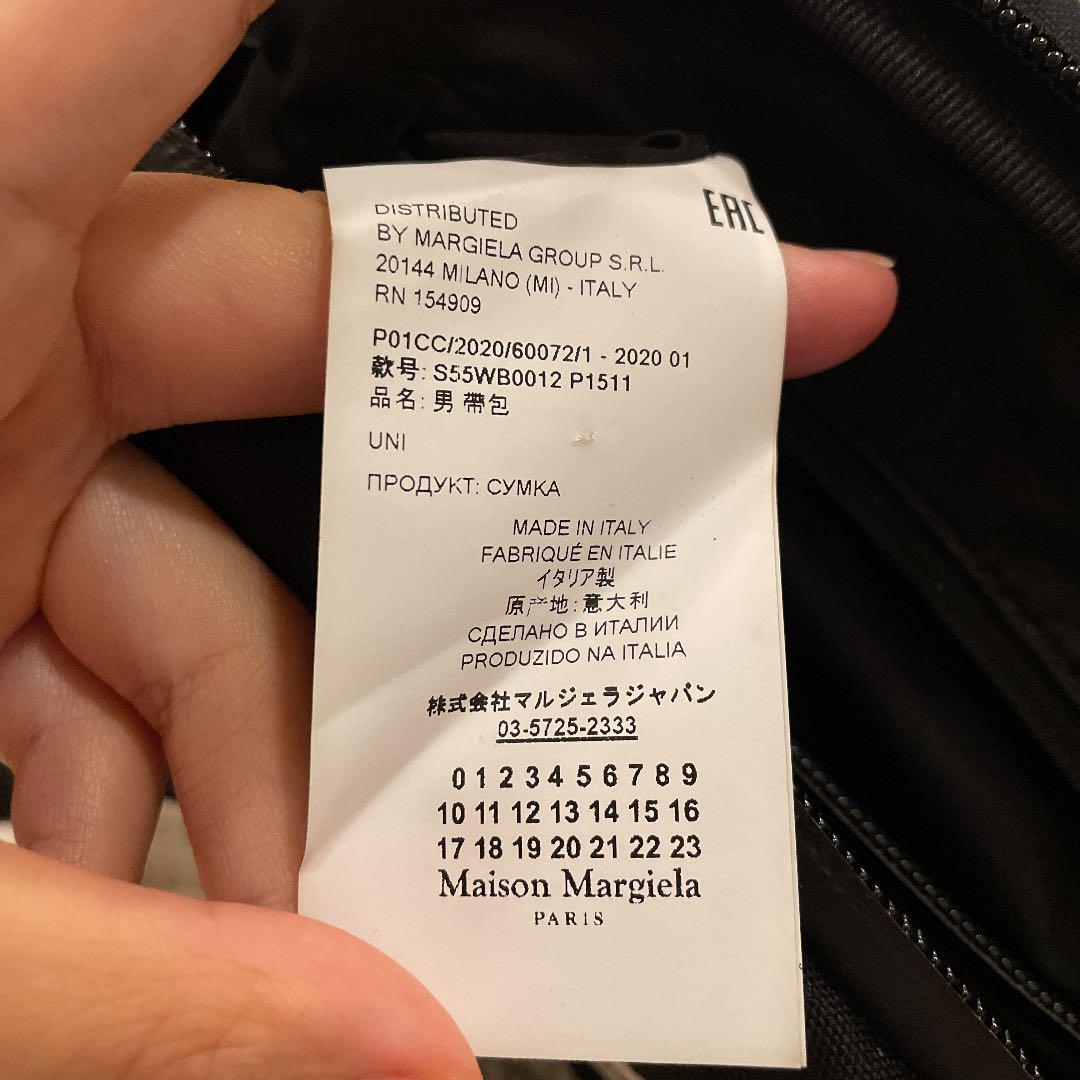 EAC
DISTRIBUTED
BY MARGIELA GROUP S.R.L.
20144 MILANO (MI) - ITALY
RN 154909
P01CC/2020/60072/1 - 2020 01
款号: S55WB0012 P1511
品名: 男 帶包
UNI
ПРОДУКТ: СУМКА
MADE IN ITALY
FABRIQUÉ EN ITALIE
イタリア製
原产地: 意大利
СДЕЛАНО В ИТАЛИИ
PRODUZIDO NA ITALIA
株式会社マルジェラジャパン
03-5725-2333
0 1 2 3 4 5 6 7 8 9
10 11 12 13 14 15 16
17 18 19 20 21 22 23
Maison Margiela
PARIS